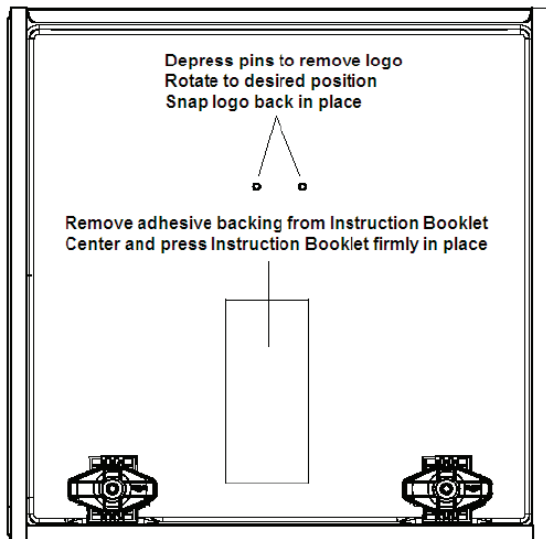 Depress pins to remove logo
Rotate to desired position
Snap logo back in place
Remove adhesive backing from Instruction Booklet
Center and press Instruction Booklet firmly in place